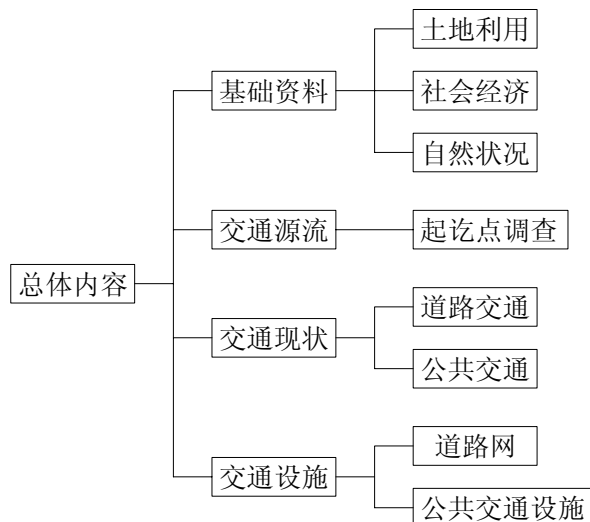 总体内容
基础资料
土地利用
社会经济
自然状况
交通源流
起讫点调查
交通现状
道路交通
公共交通
交通设施
道路网
公共交通设施